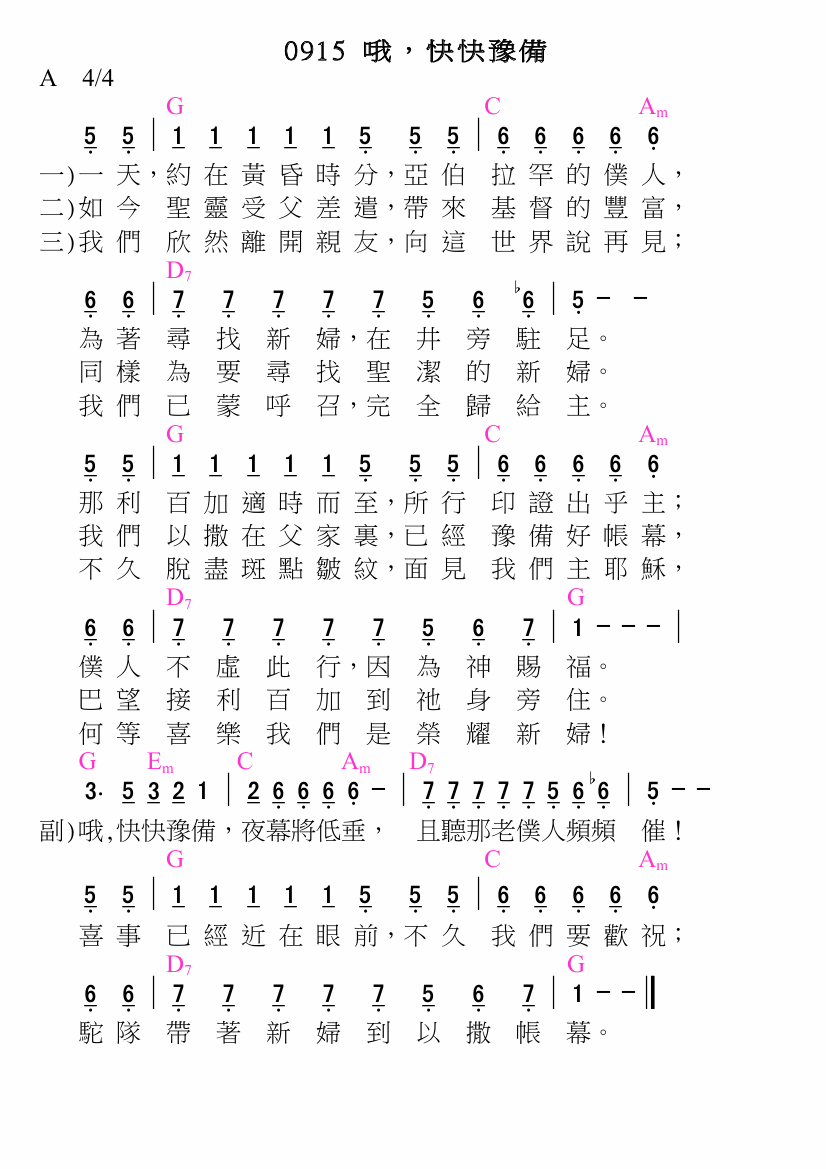 0915 哦，快快豫備
A 4/4
G C Am
5 5 | 1 1 1 1 1 5 5 5 | 6 6 6 6 6
一)一天，約在黃昏時分，亞伯拉罕的僕人，
二)如今聖靈受父差遣，帶來基督的豐富，
三)我們欣然離開親友，向這世界說再見；
D7
6 6 | 7 7 7 7 7 5 6 ♭6 | 5 － －
為著尋找新婦，在井旁駐足。
同樣為要尋找聖潔的新婦。
我們已蒙呼召，完全歸給主。
G C Am
5 5 | 1 1 1 1 1 5 5 5 | 6 6 6 6 6
那利百加適時而至，所行印證出乎主；
我們以撒在父家裏，已經豫備好帳幕，
不久脫盡斑點皺紋，面見我們主耶穌，
D7 G
6 6 | 7 7 7 7 7 5 6 7 | 1 － － － |
僕人不虛此行，因為神賜福。
巴望接利百加到祂身旁住。
何等喜樂我們是榮耀新婦！
G Em C Am D7
3· 5 3 2 1 | 2 6 6 6 6 － | 7 7 7 7 7 5 6 ♭6 | 5 － －
副)哦,快快豫備，夜幕將低垂， 且聽那老僕人頻頻 催！
G C Am
5 5 | 1 1 1 1 1 5 5 5 | 6 6 6 6 6
喜事已經近在眼前，不久我們要歡祝；
D7 G
6 6 | 7 7 7 7 7 5 6 7 | 1 － － ‖
駝隊帶著新婦到以撒帳幕。